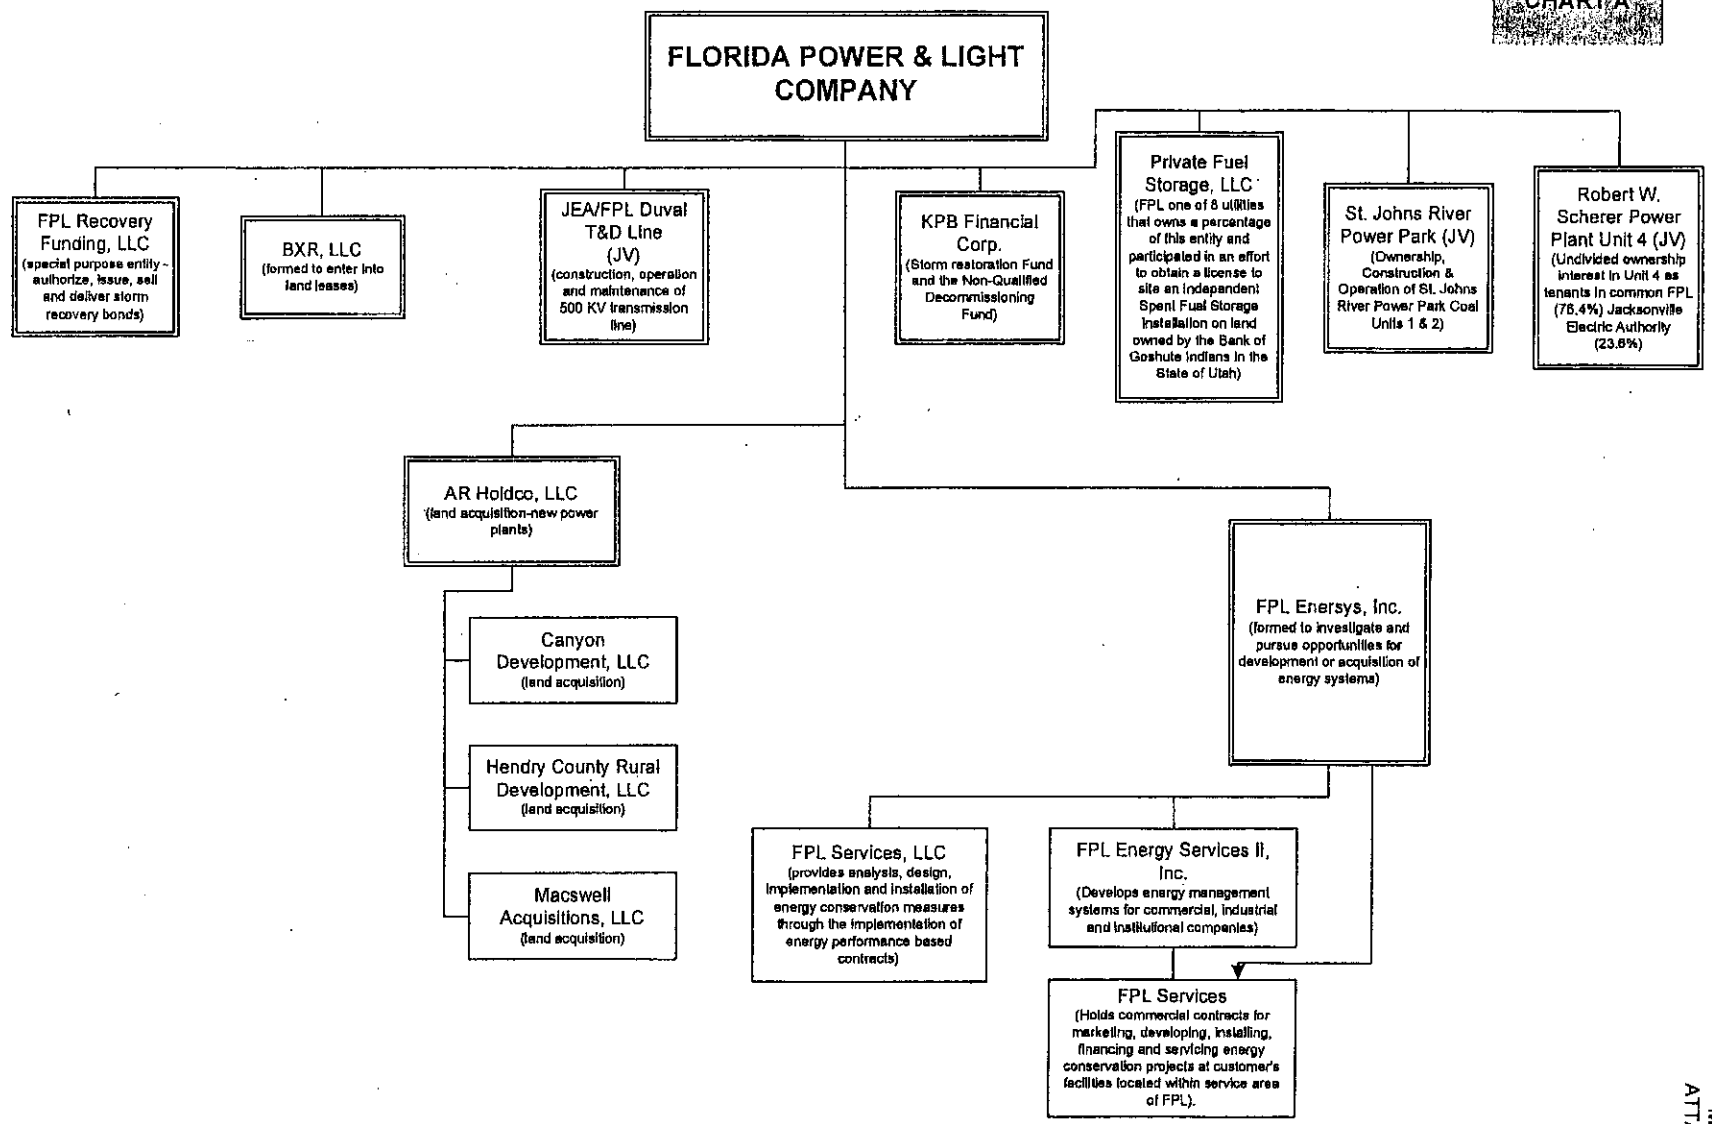 CHART A
FLORIDA POWER & LIGHT
COMPANY
FPL Recovery
Funding, LLC
(special purpose entity -
authorize, issue, sell
and deliver storm
recovery bonds)
BXR, LLC
(formed to enter into
land leases)
JEA/FPL Duval
T&D Line
(JV)
(construction, operation
and maintenance of
500 KV transmission
line)
KPB Financial
Corp.
(Storm restoration Fund
and the Non-Qualified
Decommissioning
Fund)
Private Fuel
Storage, LLC
(FPL one of 8 utilities
that owns a percentage
of this entity and
participated in an effort
to obtain a license to
site an Independent
Spent Fuel Storage
Installation on land
owned by the Bank of
Goshute Indians in the
State of Utah)
St. Johns River
Power Park (JV)
(Ownership,
Construction &
Operation of St. Johns
River Power Park Coal
Units 1 & 2)
Robert W.
Scherer Power
Plant Unit 4 (JV)
(Undivided ownership
interest in Unit 4 as
tenants in common FPL
(76.4%) Jacksonville
Electric Authority
(23.6%)
AR Holdco, LLC
(land acquisition-new power
plants)
Canyon
Development, LLC
(land acquisition)
Hendry County Rural
Development, LLC
(land acquisition)
Macswell
Acquisitions, LLC
(land acquisition)
FPL Enersys, Inc.
(formed to investigate and
pursue opportunities for
development or acquisition of
energy systems)
FPL Services, LLC
(provides analysis, design,
implementation and installation of
energy conservation measures
through the implementation of
energy performance based
contracts)
FPL Energy Services II,
Inc.
(Develops energy management
systems for commercial, industrial
and institutional companies)
FPL Services
(Holds commercial contracts for
marketing, developing, installing,
financing and servicing energy
conservation projects at customer's
facilities located within service area
of FPL).